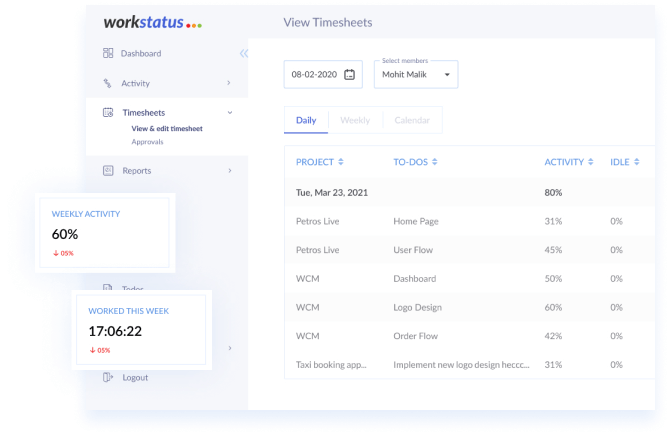 workstatus
View Timesheets
Dashboard
Activity
Timesheets
View & edit timesheet
Approvals
Reports
Select members
08-02-2020
Mohit Malik
Daily
Weekly
Calendar
PROJECT
TO-DOS
ACTIVITY
IDLE
Tue, Mar 23, 2021
80%
Petros Live
Home Page
31%
0%
Petros Live
User Flow
45%
0%
WCM
Dashboard
50%
0%
WCM
Logo Design
60%
0%
WCM
Order Flow
42%
0%
Taxi booking app...
Implement new logo design heccc...
31%
0%
WEEKLY ACTIVITY
60%
05%
Todos
WORKED THIS WEEK
17:06:22
05%
Logout